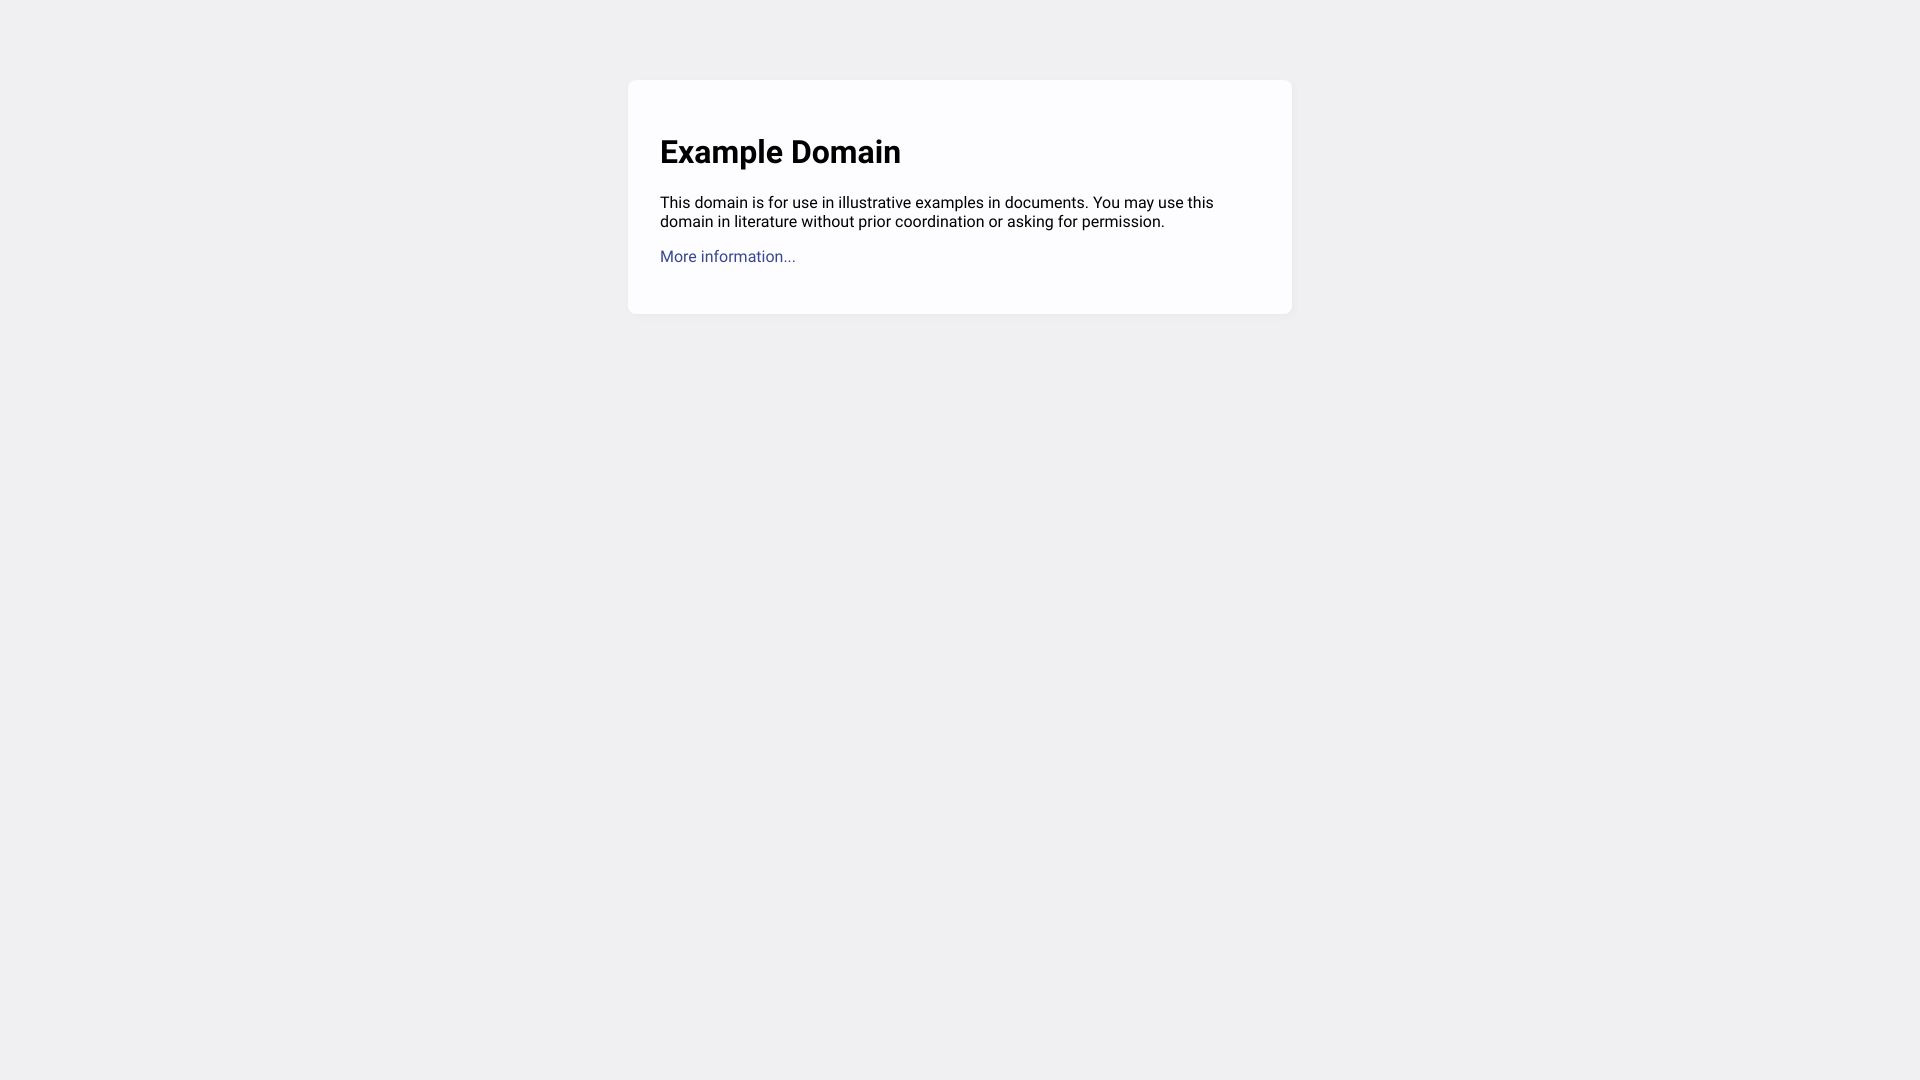 Example Domain
This domain is for use in illustrative examples in documents. You may use this
domain in literature without prior coordination or asking for permission.
More information...